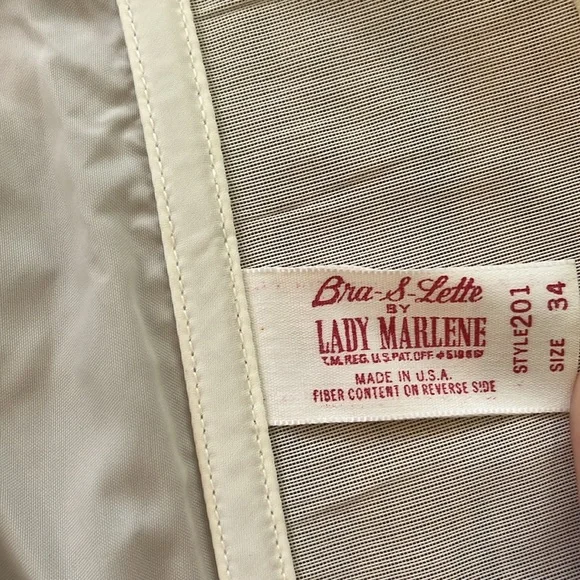 Bra-S-Lette
BY
LADY MARLENE
T.M. REG. U.S. PAT. OFF.
MADE IN U.S.A.
FIBER CONTENT ON REVERSE SIDE
STYLE 201
SIZE 34